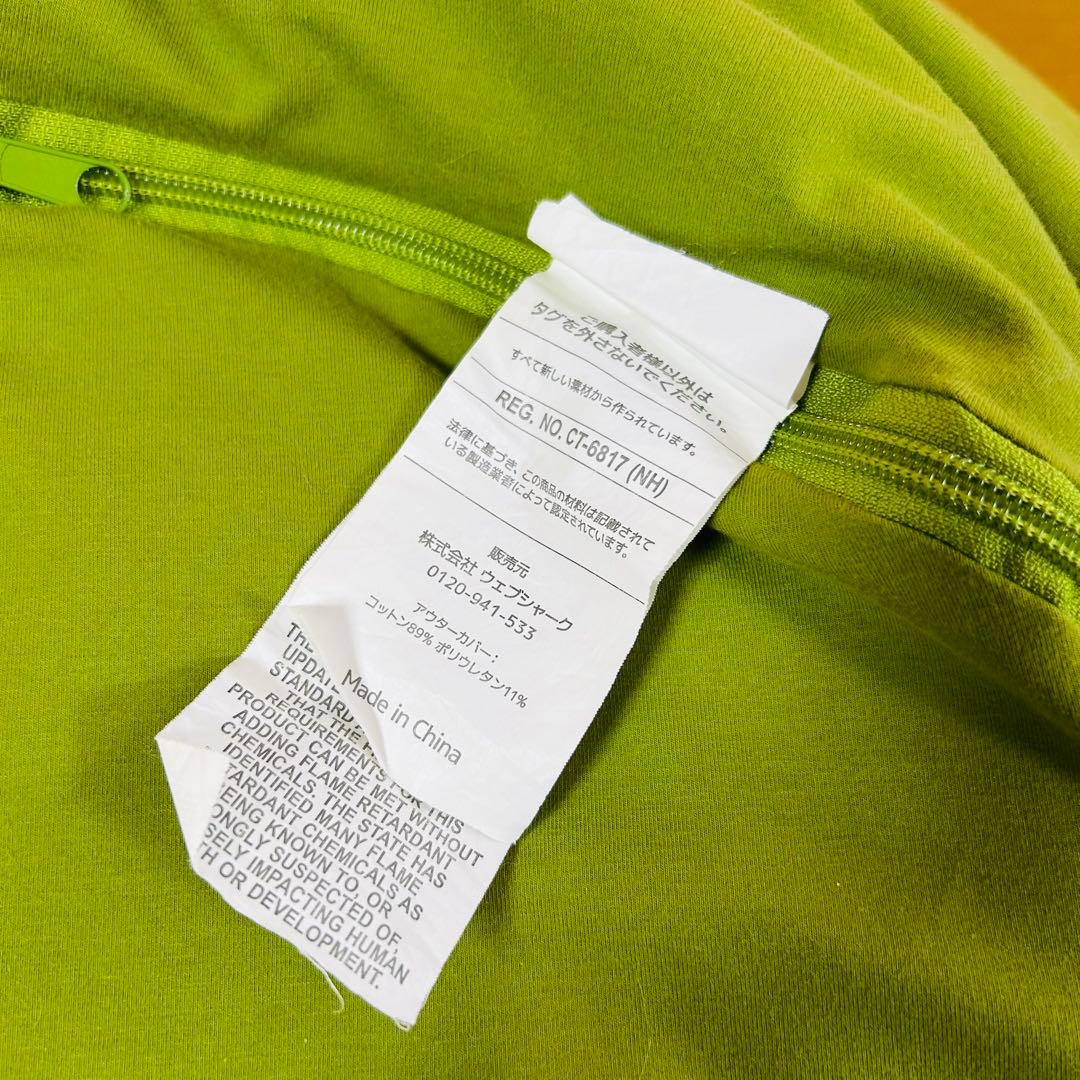 ご購入者様以外は
タグを外さないでください。
すべて新しい素材から作られています。
REG. NO. CT-6817 (NH)
法律に基づき、この商品の材料は記載されて
いる製造業者によって認定されています。
販売元
株式会社 ウェブシャーク
0120-941-533
アウターカバー：
コットン89% ポリウレタン11%
Made in China
THE
UPDAT
STANDARD
THAT THE
REQUIREMENTS FOR THIS
PRODUCT CAN BE MET WITHOUT
ADDING FLAME RETARDANT
CHEMICALS. THE STATE HAS
IDENTIFIED MANY FLAME
TARDANT CHEMICALS AS
EING KNOWN TO, OR
ONGLY SUSPECTED OF,
SELY IMPACTING HUMAN
H OR DEVELOPMENT.